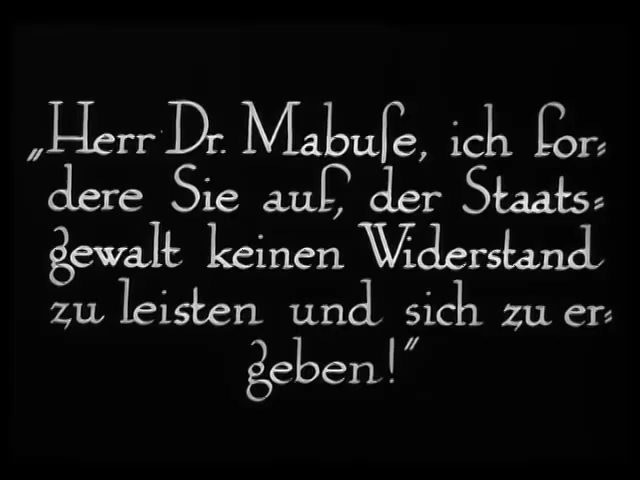 „Herr Dr. Mabuſe, ich for⸗
dere Sie auf, der Staats⸗
gewalt keinen Widerstand
zu leisten und sich zu er⸗
geben!“